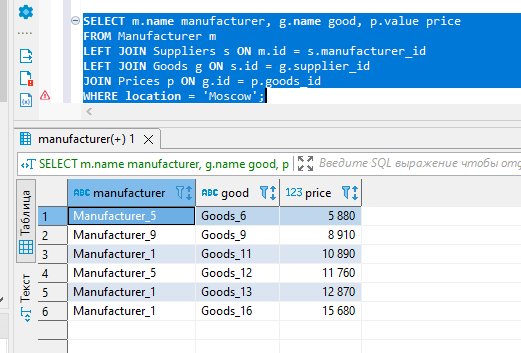 SELECT m.name manufacturer, g.name good, p.value price
FROM Manufacturer m
LEFT JOIN Suppliers s ON m.id = s.manufacturer_id
LEFT JOIN Goods g ON s.id = g.supplier_id
JOIN Prices p ON g.id = p.goods_id
WHERE location = 'Moscow';
manufacturer(+) 1
SELECT m.name manufacturer, g.name good, p
Введите SQL выражение чтобы отф
Таблица
Текст
ABC manufacturer ABC good 123 price
1 Manufacturer_5 Goods_6 5 880
2 Manufacturer_9 Goods_9 8 910
3 Manufacturer_1 Goods_11 10 890
4 Manufacturer_5 Goods_12 11 760
5 Manufacturer_1 Goods_13 12 870
6 Manufacturer_1 Goods_16 15 680